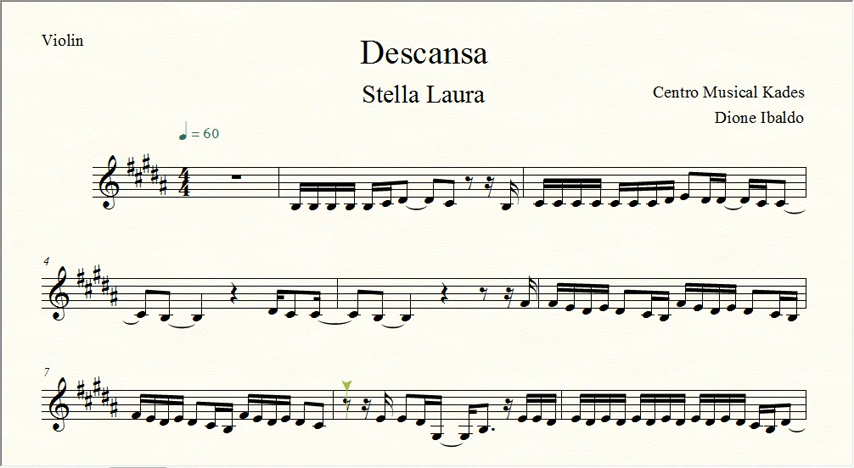 Violin
Descansa
Stella Laura
Centro Musical Kades
Dione Ibaldo
= 60
4
4
4
7